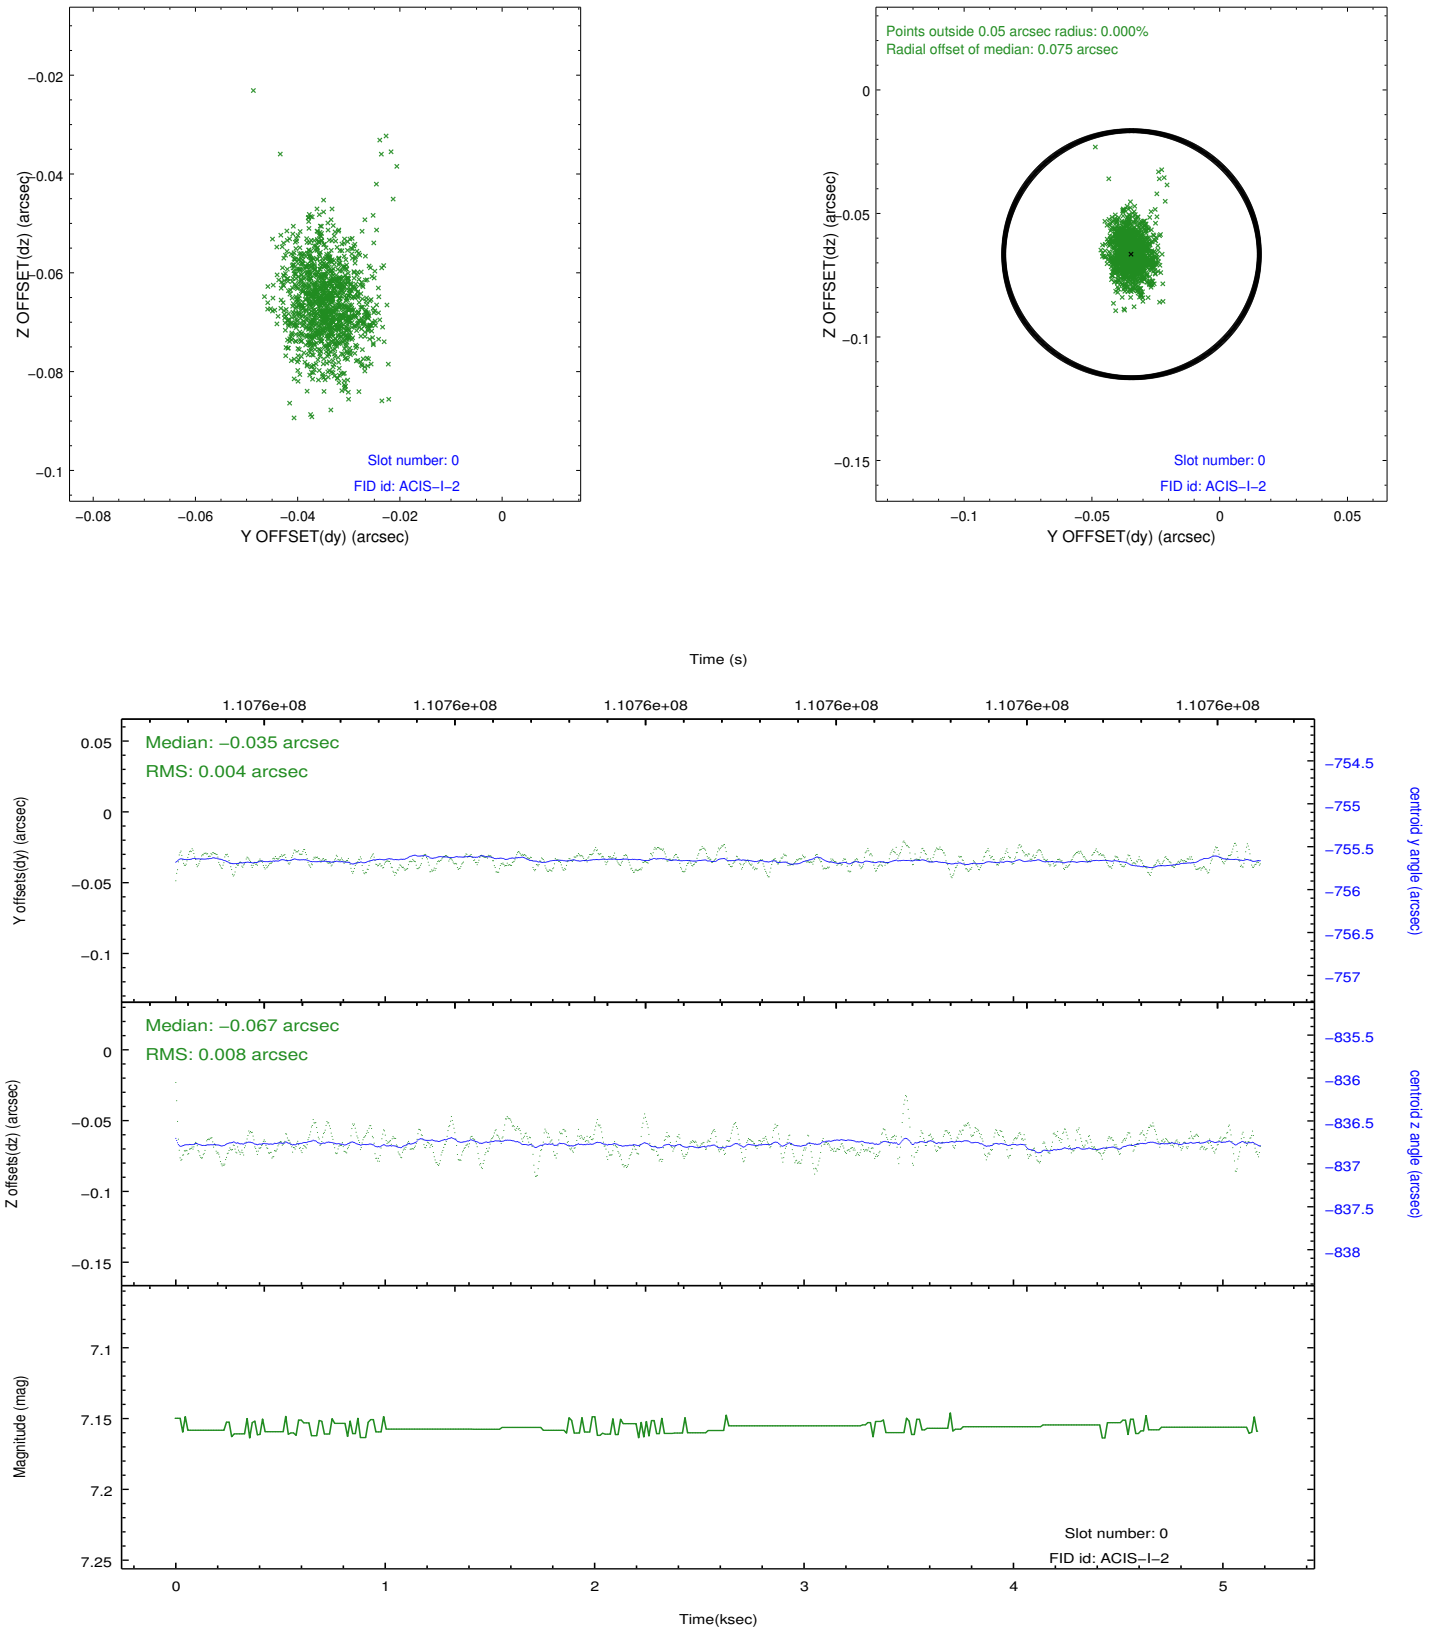 −0.02
−0.04
−0.06
−0.08
−0.1
Z OFFSET(dz) (arcsec)
Slot number: 0
FID id: ACIS−I−2
−0.08
−0.06
−0.04
−0.02
0
Y OFFSET(dy) (arcsec)
Points outside 0.05 arcsec radius: 0.000%
Radial offset of median: 0.075 arcsec
0
−0.05
−0.1
−0.15
Z OFFSET(dz) (arcsec)
Slot number: 0
FID id: ACIS−I−2
−0.1
−0.05
0
0.05
Y OFFSET(dy) (arcsec)
Time (s)
1.1076e+08
1.1076e+08
1.1076e+08
1.1076e+08
1.1076e+08
1.1076e+08
Median: −0.035 arcsec
RMS: 0.004 arcsec
0.05
0
−0.05
−0.1
Y offsets(dy) (arcsec)
−754.5
−755
−755.5
−756
−756.5
−757
centroid y angle (arcsec)
Median: −0.067 arcsec
RMS: 0.008 arcsec
0
−0.05
−0.1
−0.15
Z offsets(dz) (arcsec)
−835.5
−836
−836.5
−837
−837.5
−838
centroid z angle (arcsec)
7.1
7.15
7.2
7.25
Magnitude (mag)
Slot number: 0
FID id: ACIS−I−2
0
1
2
3
4
5
Time(ksec)